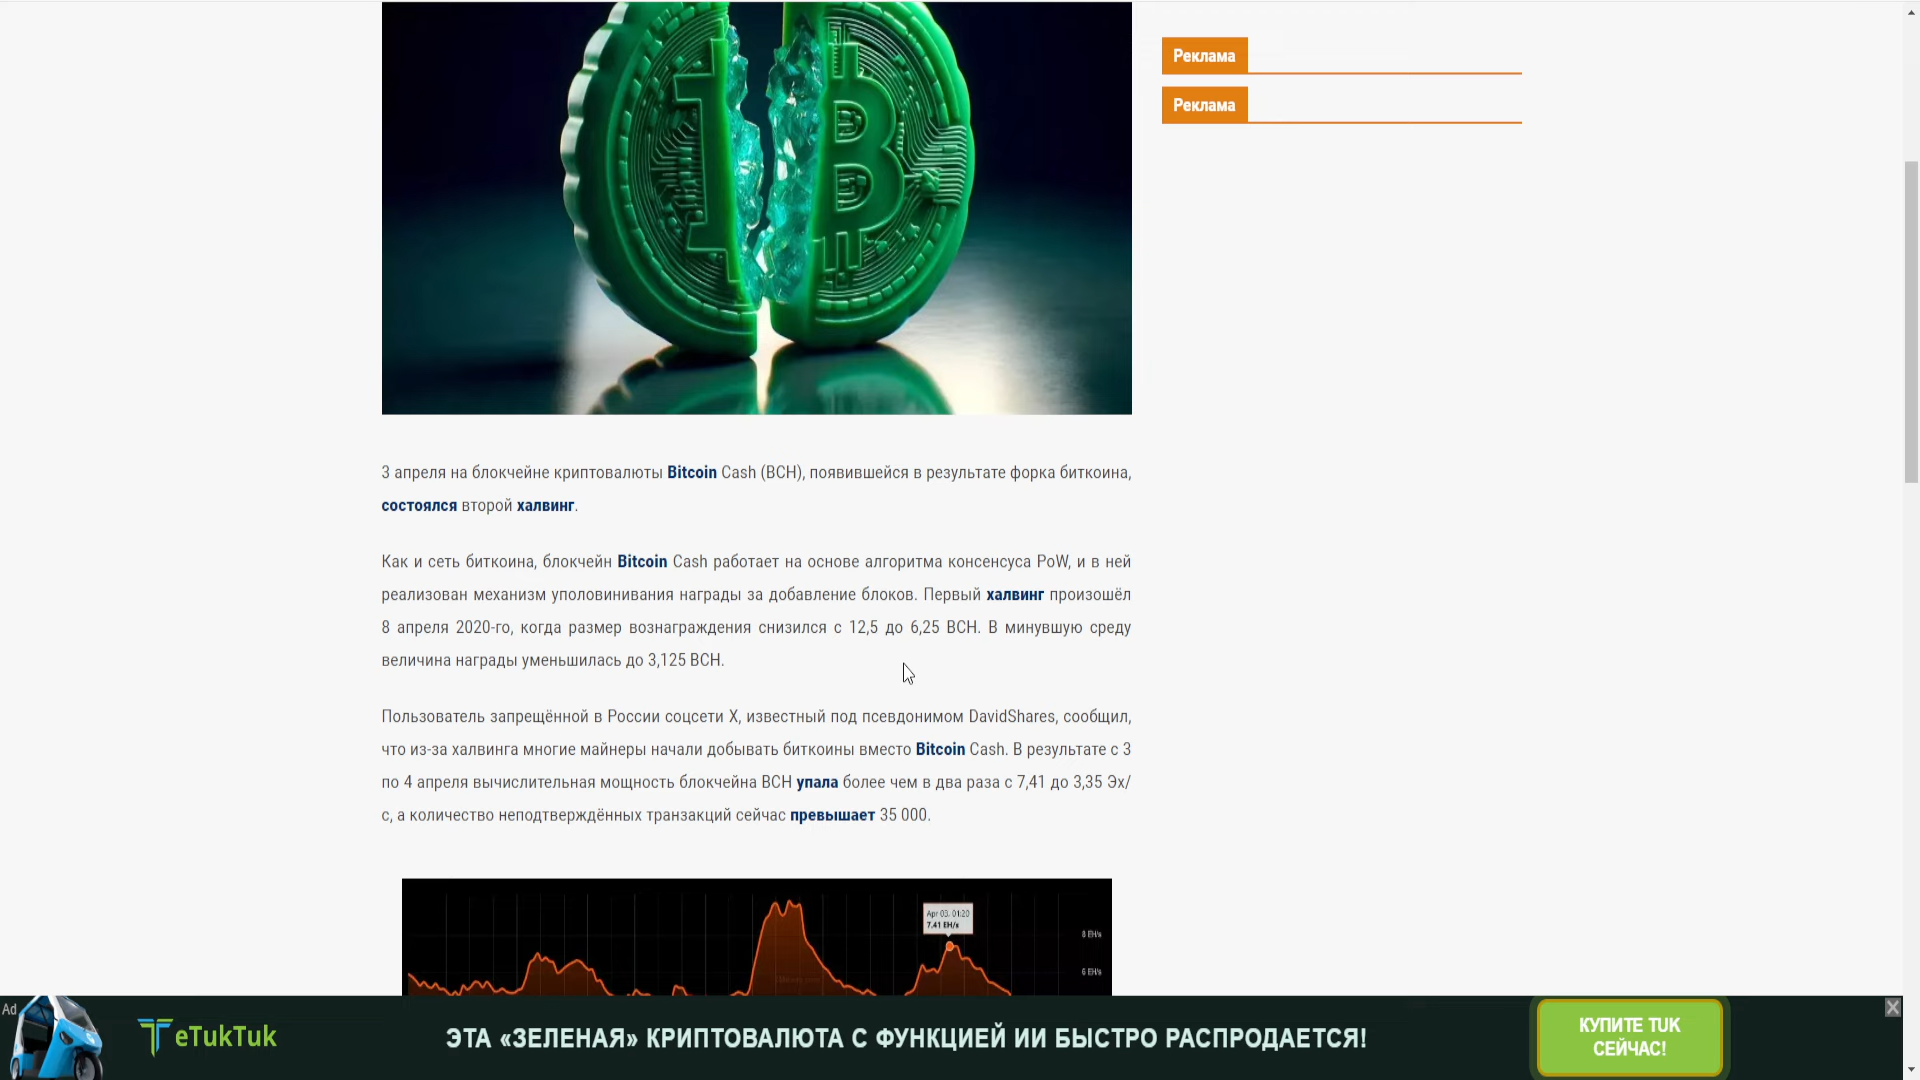 Реклама
Реклама
3 апреля на блокчейне криптовалюты Bitcoin Cash (BCH), появившейся в результате форка биткоина,
состоялся второй халвинг.
Как и сеть биткоина, блокчейн Bitcoin Cash работает на основе алгоритма консенсуса PoW, и в ней
реализован механизм уполовинивания награды за добавление блоков. Первый халвинг произошёл
8 апреля 2020-го, когда размер вознаграждения снизился с 12,5 до 6,25 BCH. В минувшую среду
величина награды уменьшилась до 3,125 BCH.
Пользователь запрещённой в России соцсети X, известный под псевдонимом DavidShares, сообщил,
что из-за халвинга многие майнеры начали добывать биткоины вместо Bitcoin Cash. В результате с 3
по 4 апреля вычислительная мощность блокчейна BCH упала более чем в два раза с 7,41 до 3,35 Эх/
с, а количество неподтверждённых транзакций сейчас превышает 35 000.
Apr 03, 01:20
7.41 EH/s
8 EH/s
6 EH/s
Ad
eTukTuk
ЭТА «ЗЕЛЕНАЯ» КРИПТОВАЛЮТА С ФУНКЦИЕЙ ИИ БЫСТРО РАСПРОДАЕТСЯ!
КУПИТЕ TUK
СЕЙЧАС!